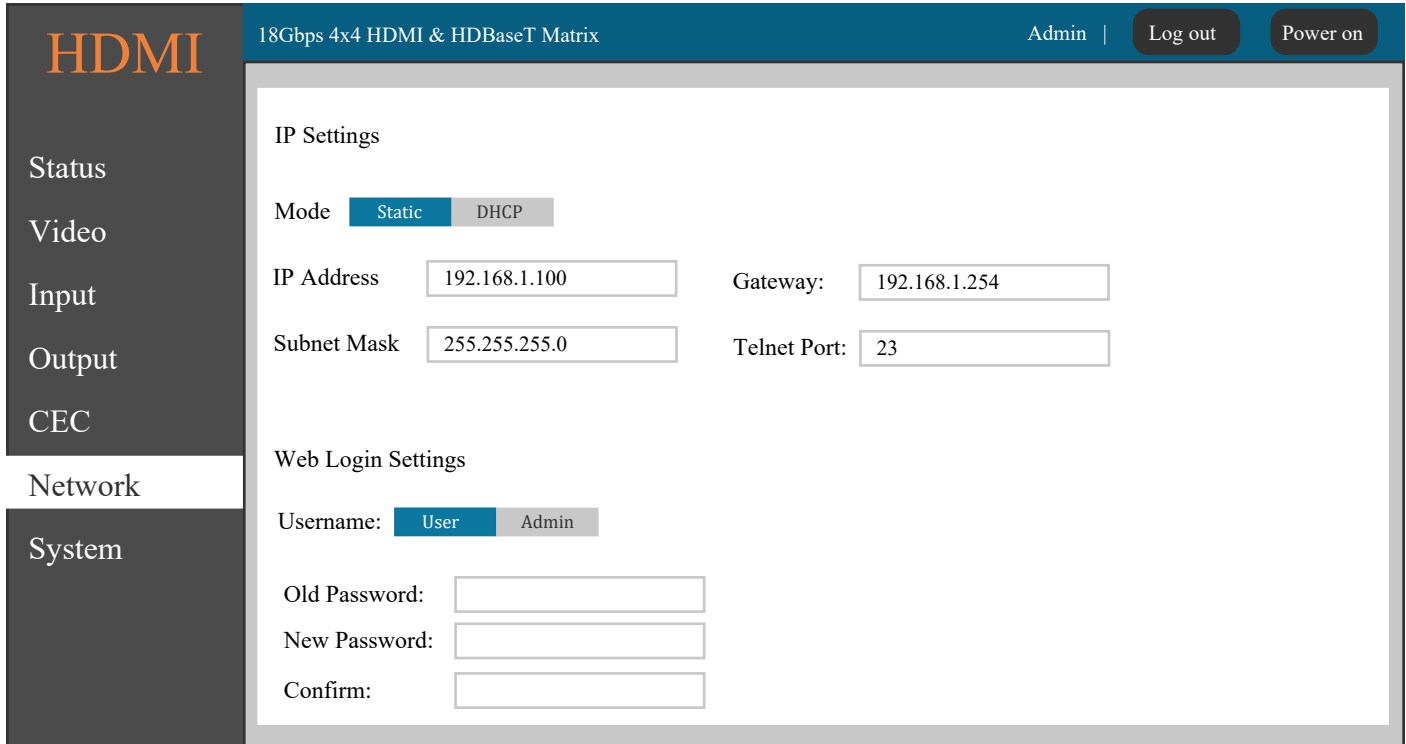 HDMI
18Gbps 4x4 HDMI & HDBaseT Matrix
Admin |
Log out
Power on
Status
Video
Input
Output
CEC
Network
System
IP Settings
Mode Static DHCP
IP Address 192.168.1.100 Gateway: 192.168.1.254
Subnet Mask 255.255.255.0 Telnet Port: 23
Web Login Settings
Username: User Admin
Old Password:
New Password:
Confirm: